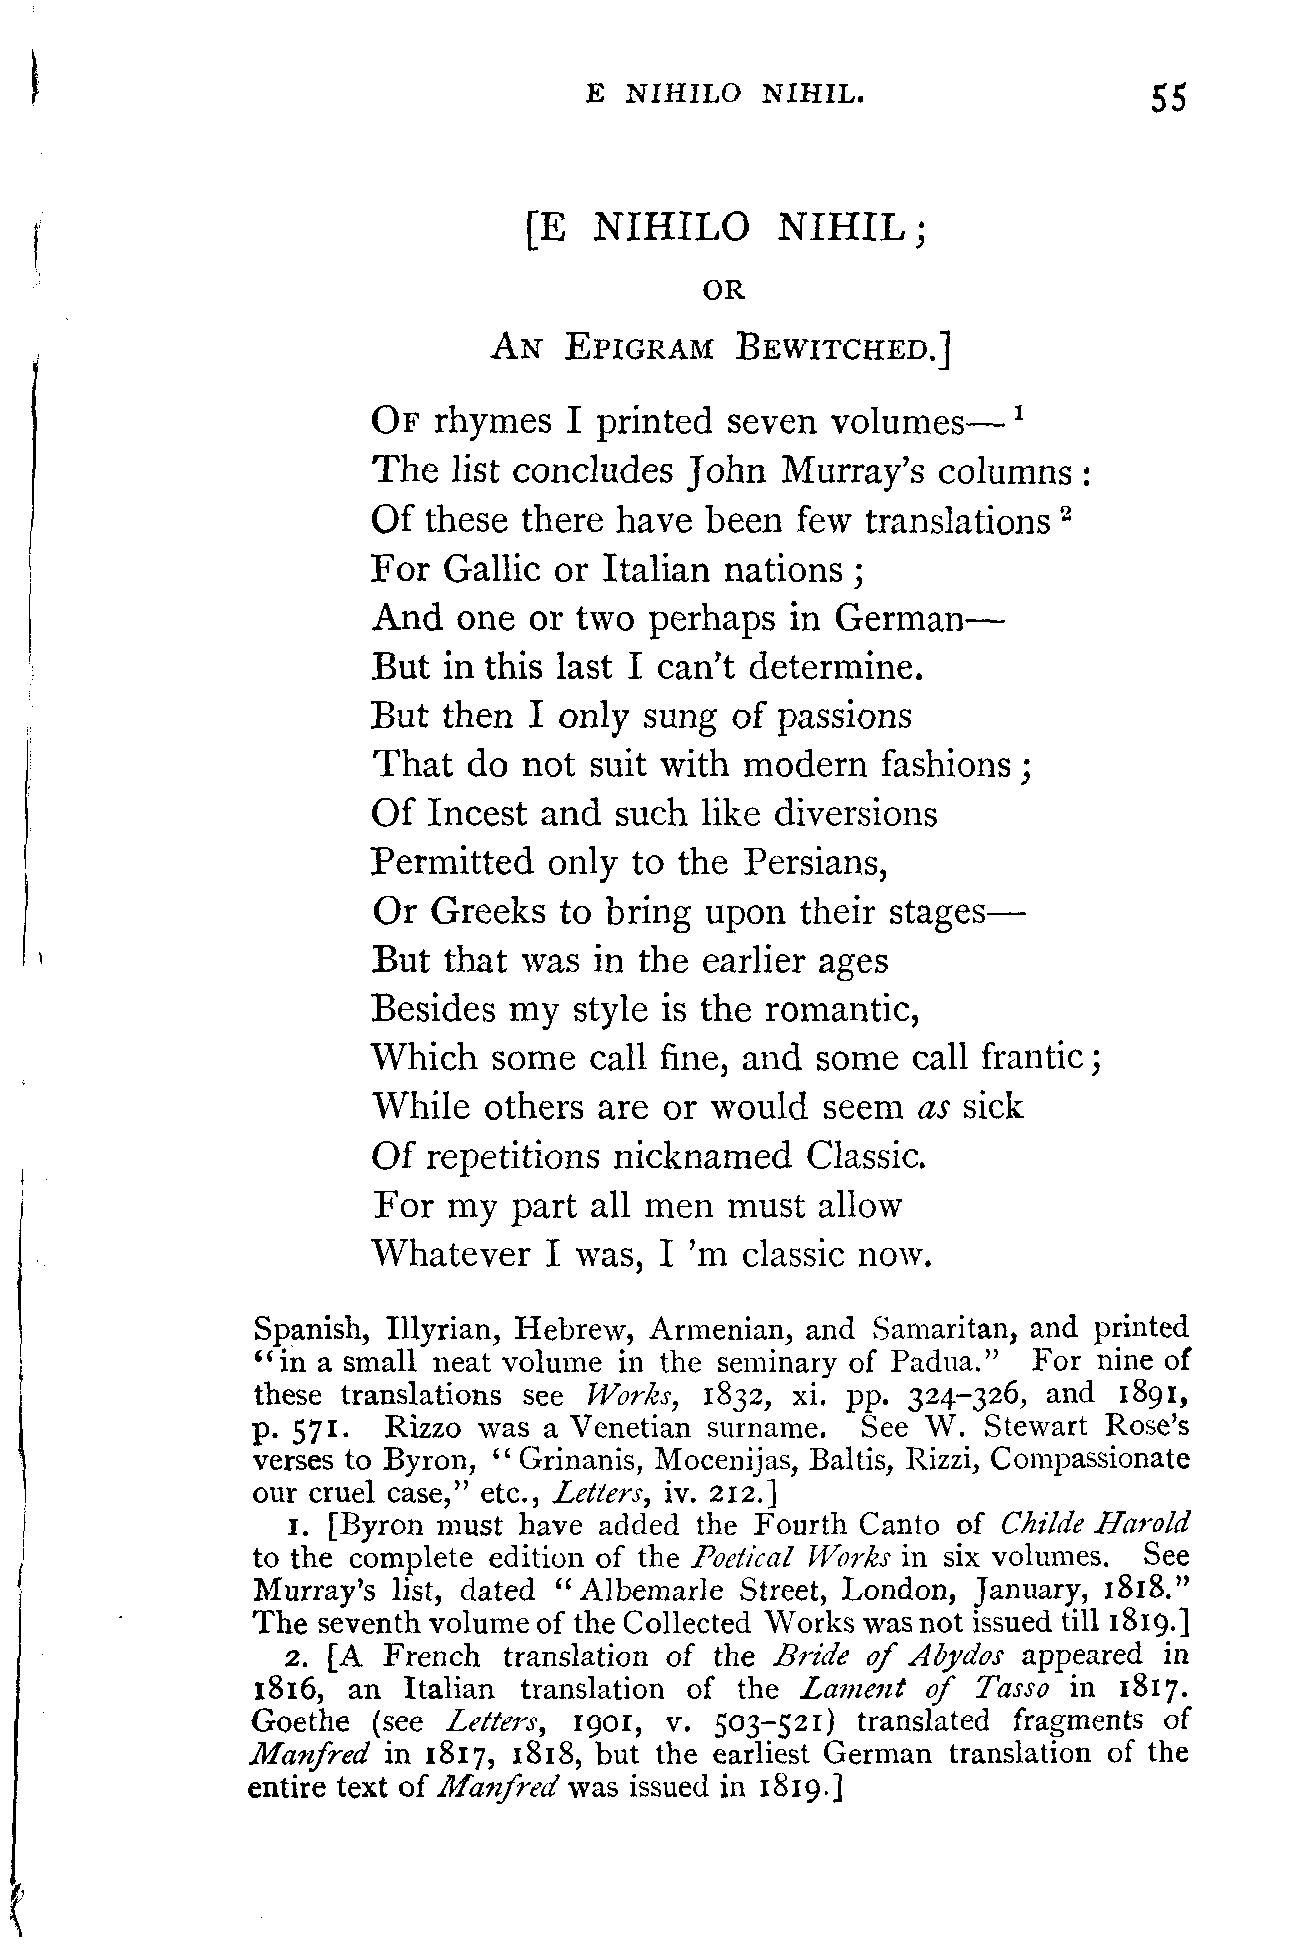 E NIHILO NIHIL. 55
[E NIHILO NIHIL;
OR
AN EPIGRAM BEWITCHED.]
OF rhymes I printed seven volumes— 1
The list concludes John Murray's columns :
Of these there have been few translations 2
For Gallic or Italian nations ;
And one or two perhaps in German—
But in this last I can't determine.
But then I only sung of passions
That do not suit with modern fashions ;
Of Incest and such like diversions
Permitted only to the Persians,
Or Greeks to bring upon their stages—
But that was in the earlier ages
Besides my style is the romantic,
Which some call fine, and some call frantic ;
While others are or would seem as sick
Of repetitions nicknamed Classic.
For my part all men must allow
Whatever I was, I 'm classic now.
Spanish, Illyrian, Hebrew, Armenian, and Samaritan, and printed
"in a small neat volume in the seminary of Padua." For nine of
these translations see Works, 1832, xi. pp. 324–326, and 1891,
p. 571. Rizzo was a Venetian surname. See W. Stewart Rose's
verses to Byron, "Grinanis, Mocenijas, Baltis, Rizzi, Compassionate
our cruel case," etc., Letters, iv. 212.]
1. [Byron must have added the Fourth Canto of Childe Harold
to the complete edition of the Poetical Works in six volumes. See
Murray's list, dated "Albemarle Street, London, January, 1818."
The seventh volume of the Collected Works was not issued till 1819.]
2. [A French translation of the Bride of Abydos appeared in
1816, an Italian translation of the Lament of Tasso in 1817.
Goethe (see Letters, 1901, v. 503–521) translated fragments of
Manfred in 1817, 1818, but the earliest German translation of the
entire text of Manfred was issued in 1819.]